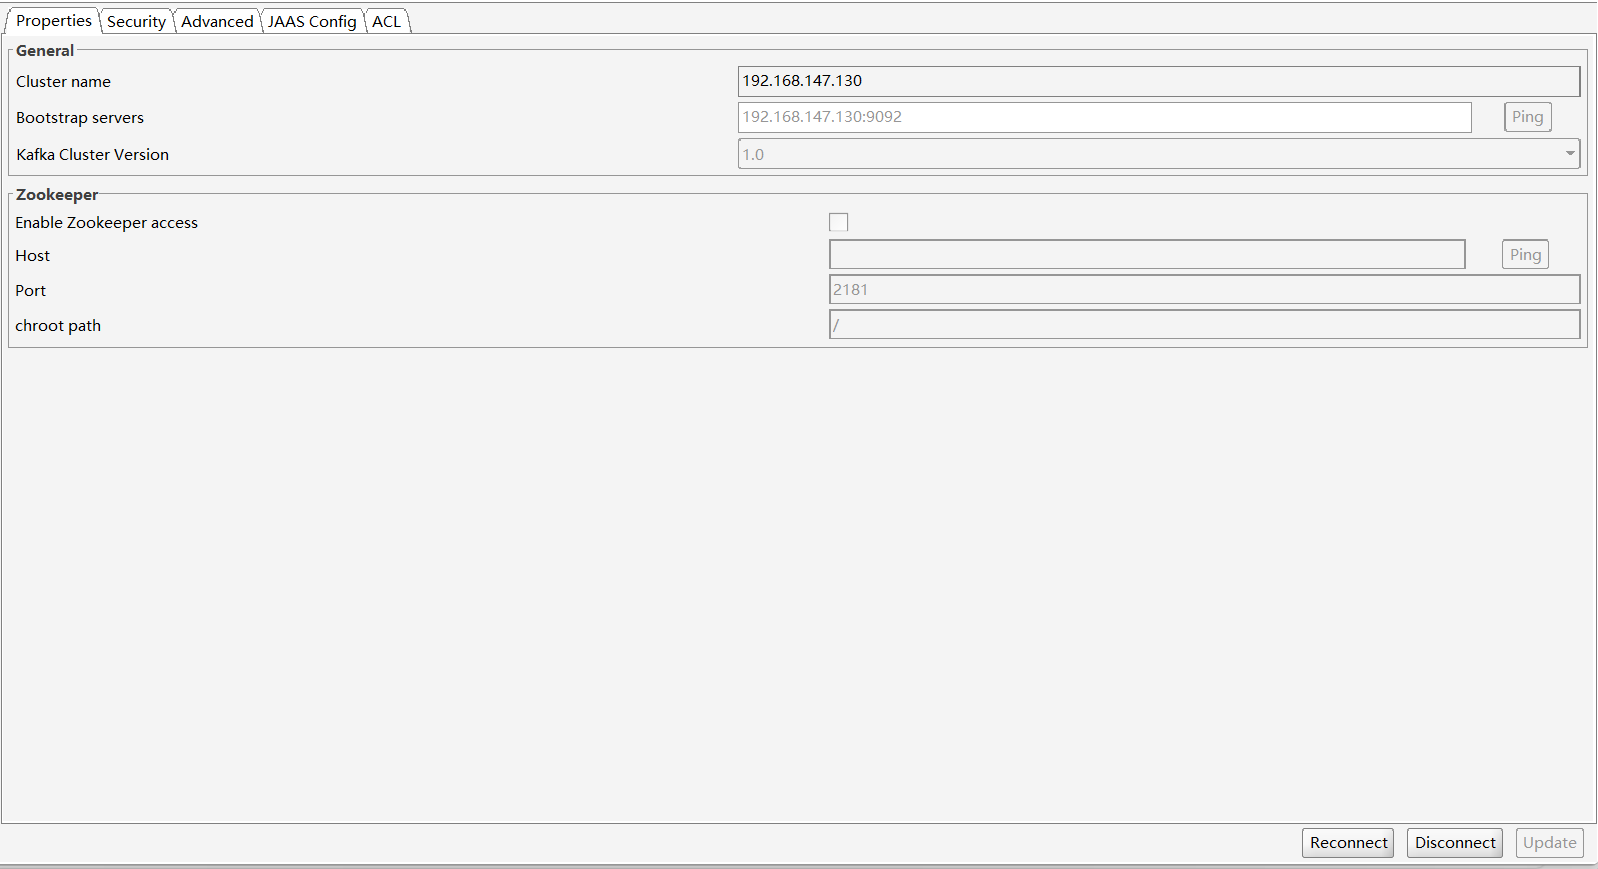 Properties Security Advanced JAAS Config ACL
General
Cluster name 192.168.147.130
Bootstrap servers 192.168.147.130:9092 Ping
Kafka Cluster Version 1.0
Zookeeper
Enable Zookeeper access
Host Ping
Port 2181
chroot path /
Reconnect Disconnect Update